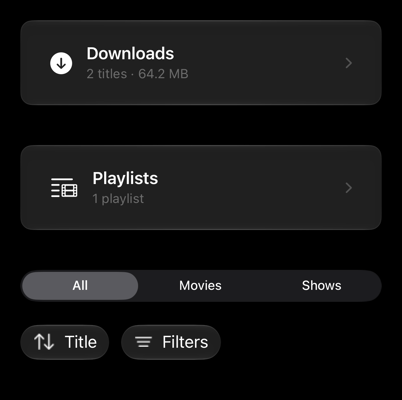 Downloads
2 titles · 64.2 MB
Playlists
1 playlist
All Movies Shows
Title Filters